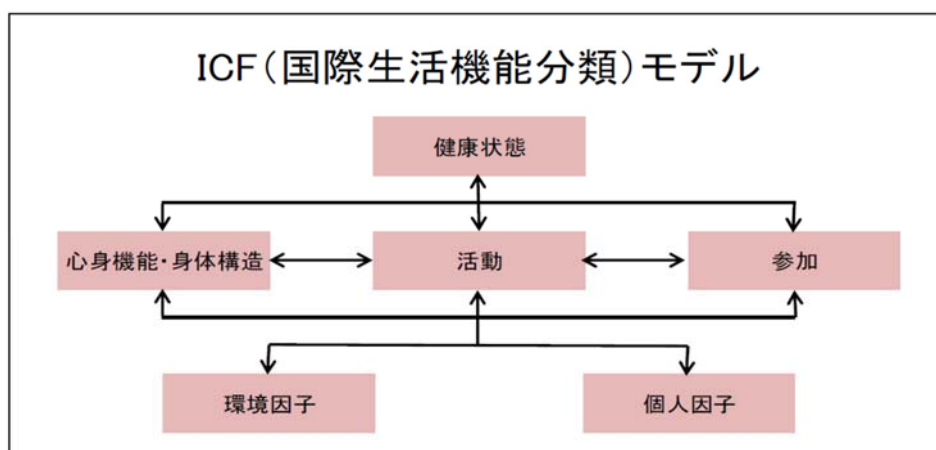 ICF(国際生活機能分類)モデル
健康状態
心身機能・身体構造
活動
参加
環境因子
個人因子